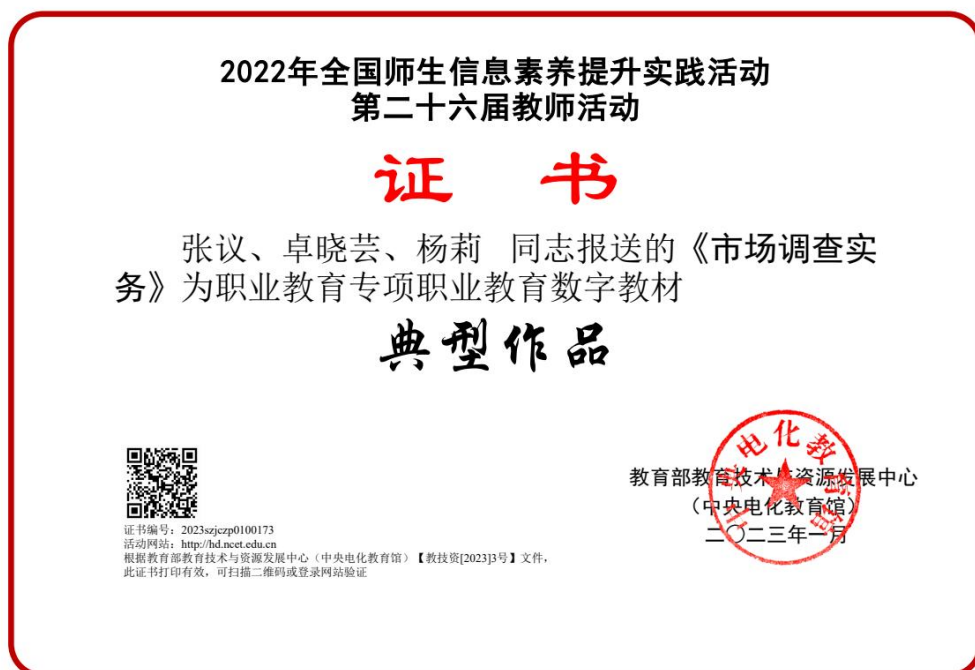 2022年全国师生信息素养提升实践活动
第二十六届教师活动
证 书
张议、卓晓芸、杨莉 同志报送的《市场调查实
务》为职业教育专项职业教育数字教材
典型作品
证书编号：2023szjczp0100173
活动网站：http://hd.ncet.edu.cn
根据教育部教育技术与资源发展中心（中央电化教育馆）【教技资[2023]3号】文件，
此证书打印有效，可扫描二维码或登录网站验证
教育部教育技术与资源发展中心
（中央电化教育馆）
二〇二三年一月
中央电化教育馆